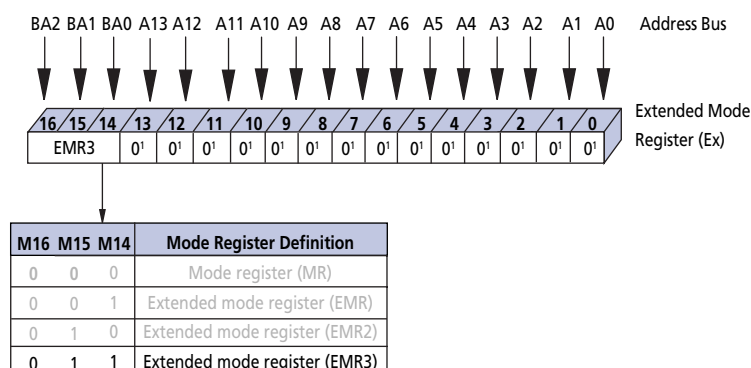 BA2 BA1 BA0 A13 A12 A11 A10 A9 A8 A7 A6 A5 A4 A3 A2 A1 A0 Address Bus
16 15 14 13 12 11 10 9 8 7 6 5 4 3 2 1 0 Extended Mode
EMR3 0¹ 0¹ 0¹ 0¹ 0¹ 0¹ 0¹ 0¹ 0¹ 0¹ 0¹ 0¹ 0¹ 0¹ Register (Ex)
M16 M15 M14 Mode Register Definition
0 0 0 Mode register (MR)
0 0 1 Extended mode register (EMR)
0 1 0 Extended mode register (EMR2)
0 1 1 Extended mode register (EMR3)